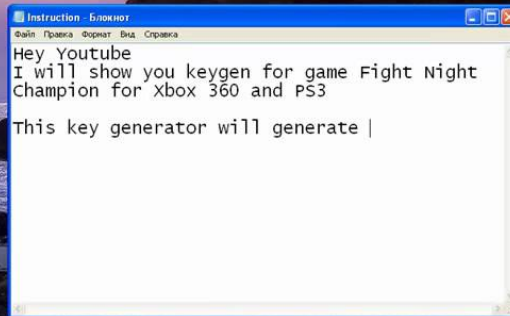 Instruction - Блокнот
Файл Правка Формат Вид Справка
Hey Youtube
I will show you keygen for game Fight Night
Champion for Xbox 360 and PS3
This key generator will generate